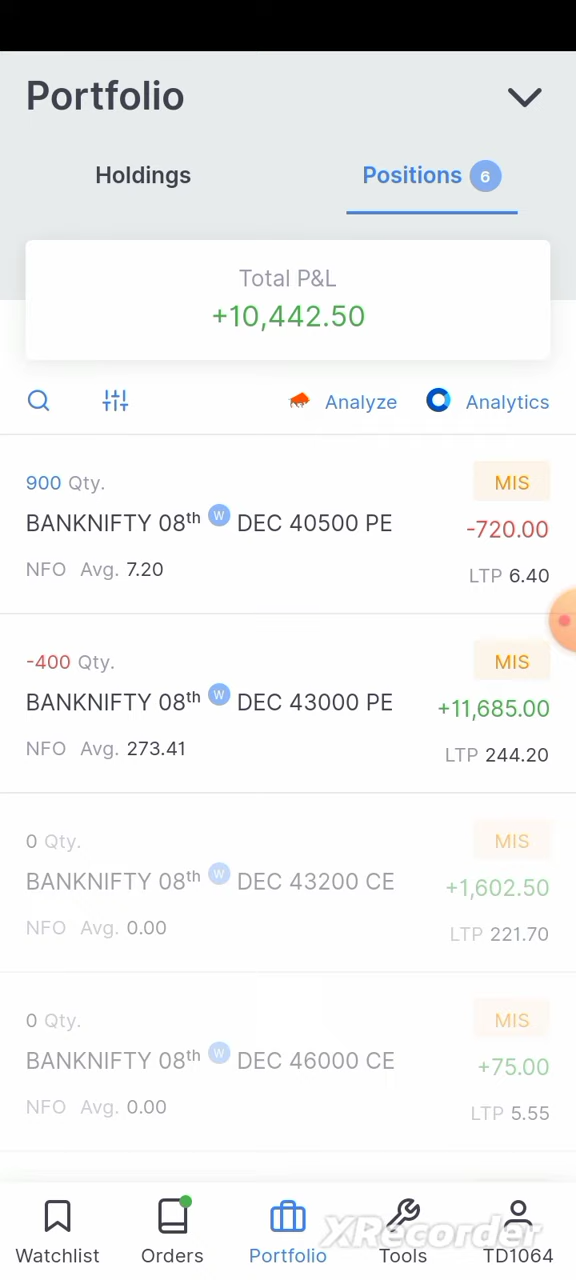 Portfolio
Holdings
Positions 6
Total P&L
+10,442.50
Analyze
Analytics
900 Qty.
MIS
BANKNIFTY 08th W DEC 40500 PE
-720.00
NFO Avg. 7.20
LTP 6.40
-400 Qty.
MIS
BANKNIFTY 08th W DEC 43000 PE
+11,685.00
NFO Avg. 273.41
LTP 244.20
0 Qty.
MIS
BANKNIFTY 08th W DEC 43200 CE
+1,602.50
NFO Avg. 0.00
LTP 221.70
0 Qty.
MIS
BANKNIFTY 08th W DEC 46000 CE
+75.00
NFO Avg. 0.00
LTP 5.55
XRecorder
Watchlist
Orders
Portfolio
Tools
TD1064